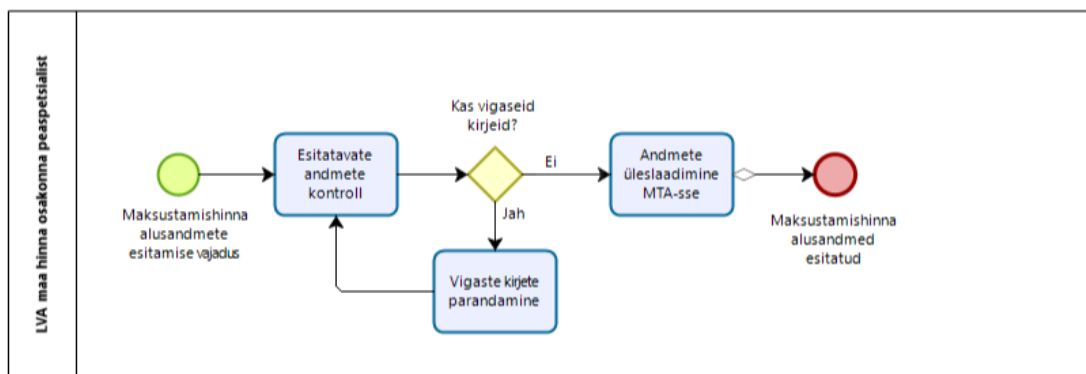 LVA maa hinna osakonna peaspetsialist
Maksustamishinna
alusandmete
esitamise vajadus
Esitatavate
andmete
kontroll
Kas vigaseid
kirjeid?
Ei
Jah
Vigaste kirjete
parandamine
Andmete
üleslaadimine
MTA-sse
Maksustamishinna
alusandmed
esitatud